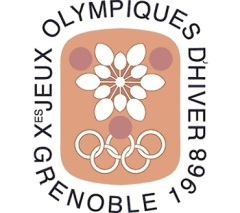 Xes JEUX OLYMPIQUES D'HIVER
GRENOBLE 1968